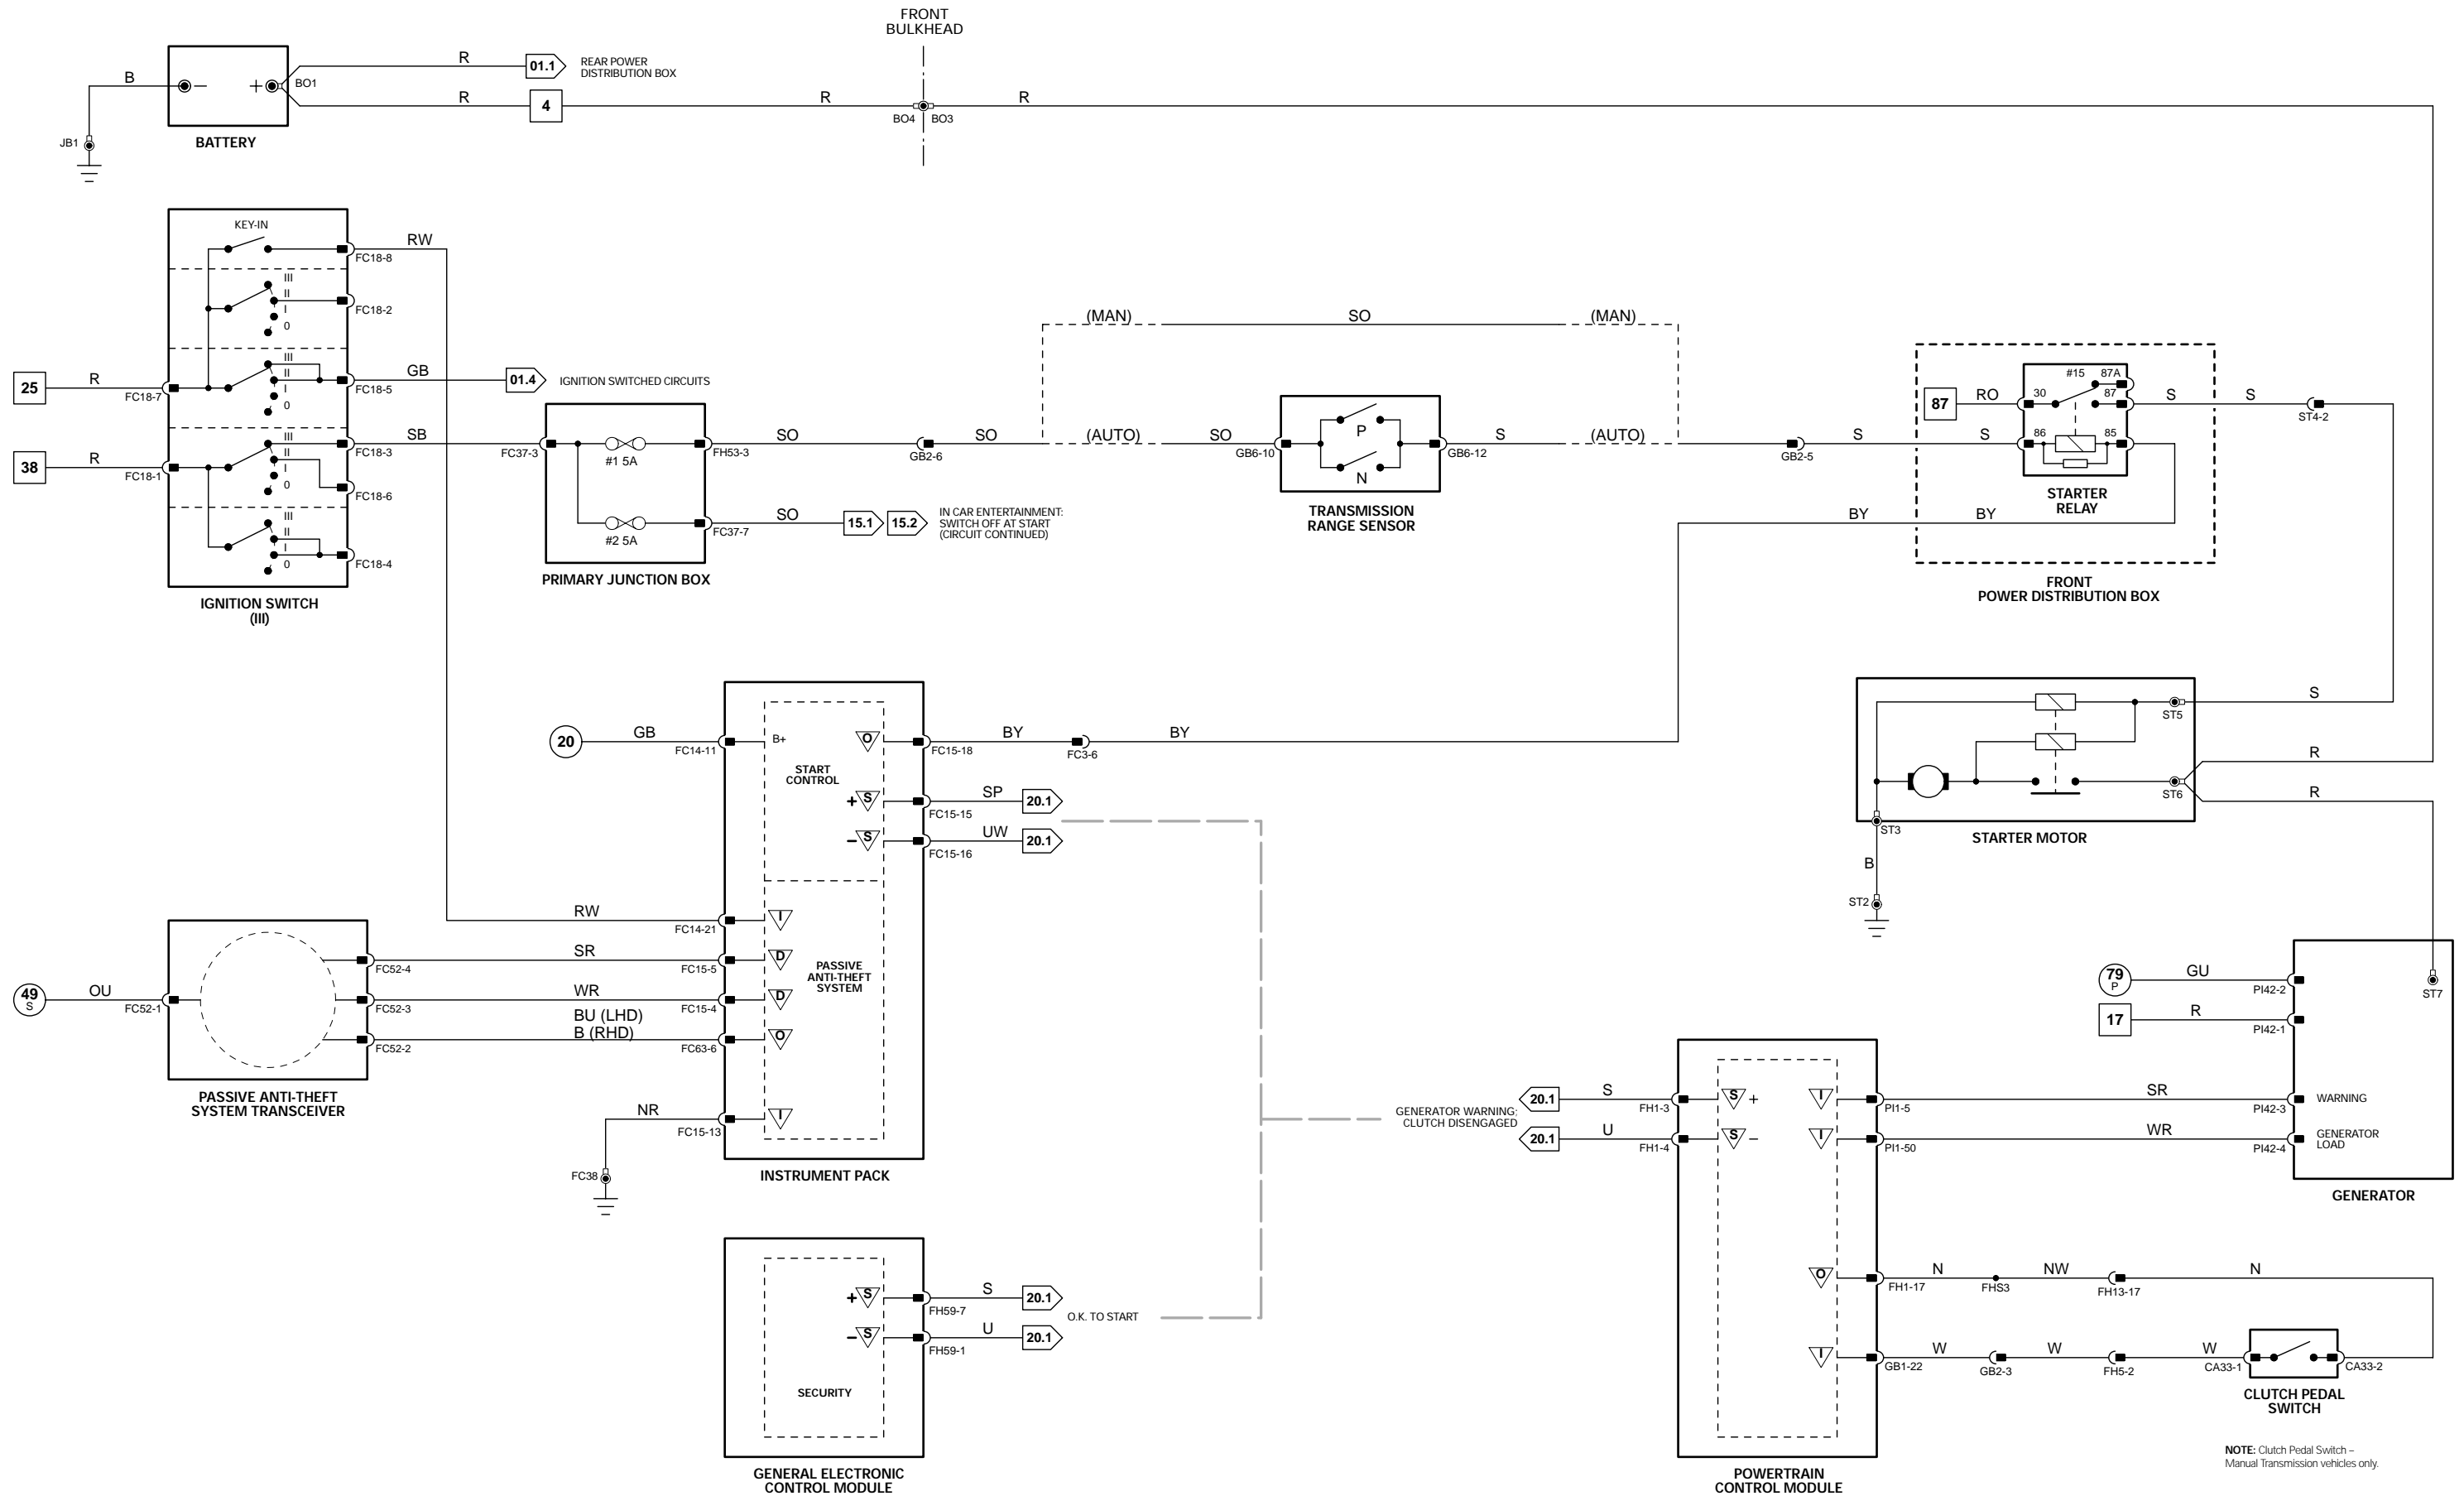 FRONT
BULKHEAD
R
01.1
REAR POWER
DISTRIBUTION BOX
B
−
+
BO1
R
4
R
R
BO4
BO3
JB1
BATTERY
KEY-IN
RW
FC18-8
III
II
I
0
FC18-2
III
II
I
0
GB
FC18-5
01.4
IGNITION SWITCHED CIRCUITS
25
R
FC18-7
III
II
I
0
SB
FC18-3
38
R
FC18-1
FC18-6
III
II
I
0
FC18-4
IGNITION SWITCH
(III)
FC37-3
#1 5A
FH53-3
SO
GB2-6
SO
#2 5A
FC37-7
SO
15.1
15.2
IN CAR ENTERTAINMENT:
SWITCH OFF AT START
(CIRCUIT CONTINUED)
PRIMARY JUNCTION BOX
(MAN)
SO
(MAN)
(AUTO)
SO
GB6-10
P
N
GB6-12
S
(AUTO)
GB2-5
S
TRANSMISSION
RANGE SENSOR
87
RO
#15
87A
30
87
S
S
ST4-2
S
86
85
STARTER
RELAY
BY
BY
FRONT
POWER DISTRIBUTION BOX
20
GB
FC14-11
B+
O
FC15-18
BY
FC3-6
BY
START
CONTROL
+
S
FC15-15
SP
20.1
−
S
FC15-16
UW
20.1
RW
FC14-21
I
SR
FC52-4
FC15-5
D
PASSIVE
ANTI-THEFT
SYSTEM
49
S
OU
FC52-1
FC52-3
WR
FC15-4
D
BU (LHD)
B (RHD)
FC52-2
FC63-6
O
PASSIVE ANTI-THEFT
SYSTEM TRANSCEIVER
NR
FC15-13
I
FC38
INSTRUMENT PACK
S
ST5
R
ST6
R
ST3
STARTER MOTOR
B
ST2
79
P
GU
PI42-2
ST7
17
R
PI42-1
GENERATOR WARNING;
CLUTCH DISENGAGED
20.1
S
FH1-3
S
+
I
PI1-5
SR
PI42-3
WARNING
20.1
U
FH1-4
S
−
I
PI1-50
WR
PI42-4
GENERATOR
LOAD
GENERATOR
+
S
FH59-7
S
20.1
O.K. TO START
−
S
FH59-1
U
20.1
SECURITY
GENERAL ELECTRONIC
CONTROL MODULE
O
FH1-17
N
FHS3
NW
FH13-17
N
I
GB1-22
W
GB2-3
W
FH5-2
W
CA33-1
CA33-2
CLUTCH PEDAL
SWITCH
POWERTRAIN
CONTROL MODULE
NOTE: Clutch Pedal Switch –
Manual Transmission vehicles only.